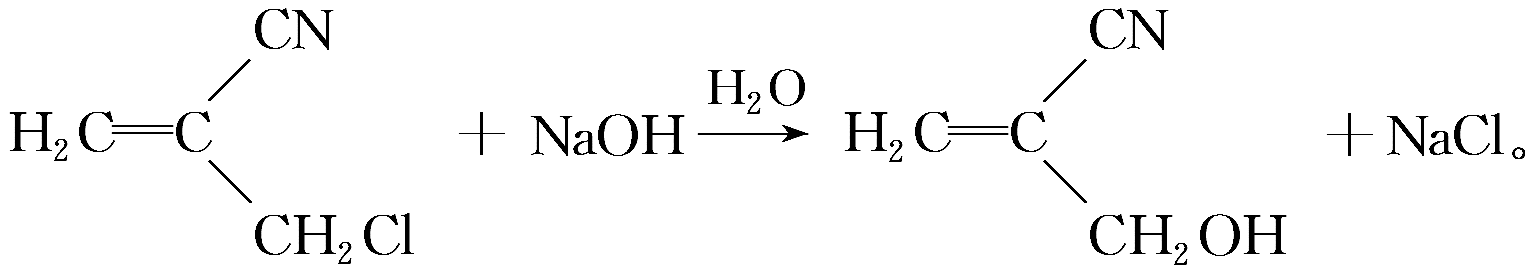 CN CN
H₂C=C + NaOH H₂O→ H₂C=C + NaCl。
CH₂Cl CH₂OH